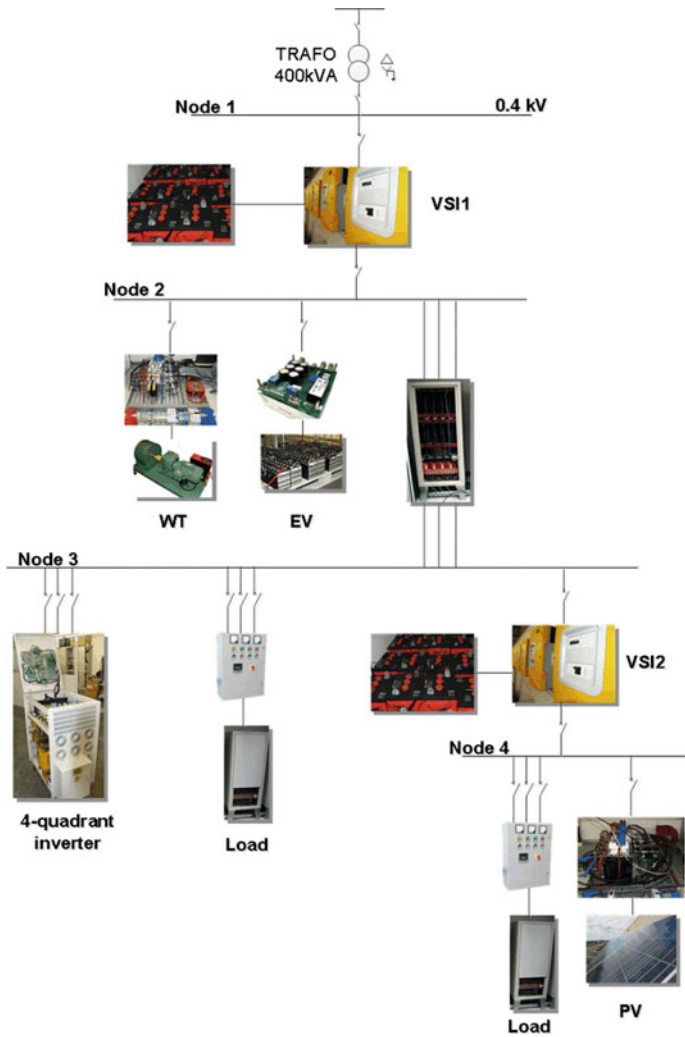 TRAFO
400kVA
Node 1
0.4 kV
VSI1
Node 2
WT
EV
Node 3
VSI2
Node 4
4-quadrant
inverter
Load
PV
Load